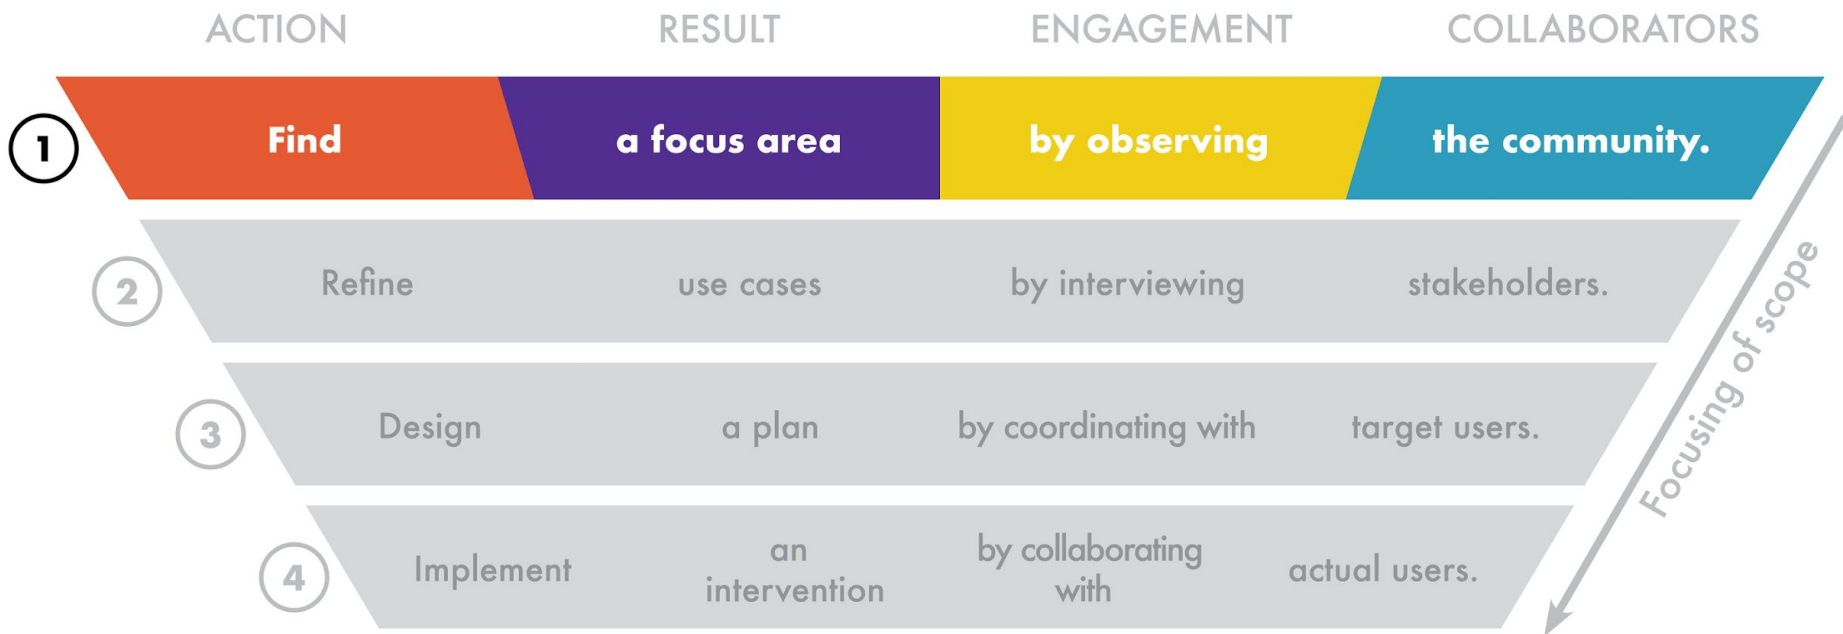 ACTION RESULT ENGAGEMENT COLLABORATORS
1 Find a focus area by observing the community.
2 Refine use cases by interviewing stakeholders.
3 Design a plan by coordinating with target users.
4 Implement an intervention by collaborating with actual users.
Focusing of scope